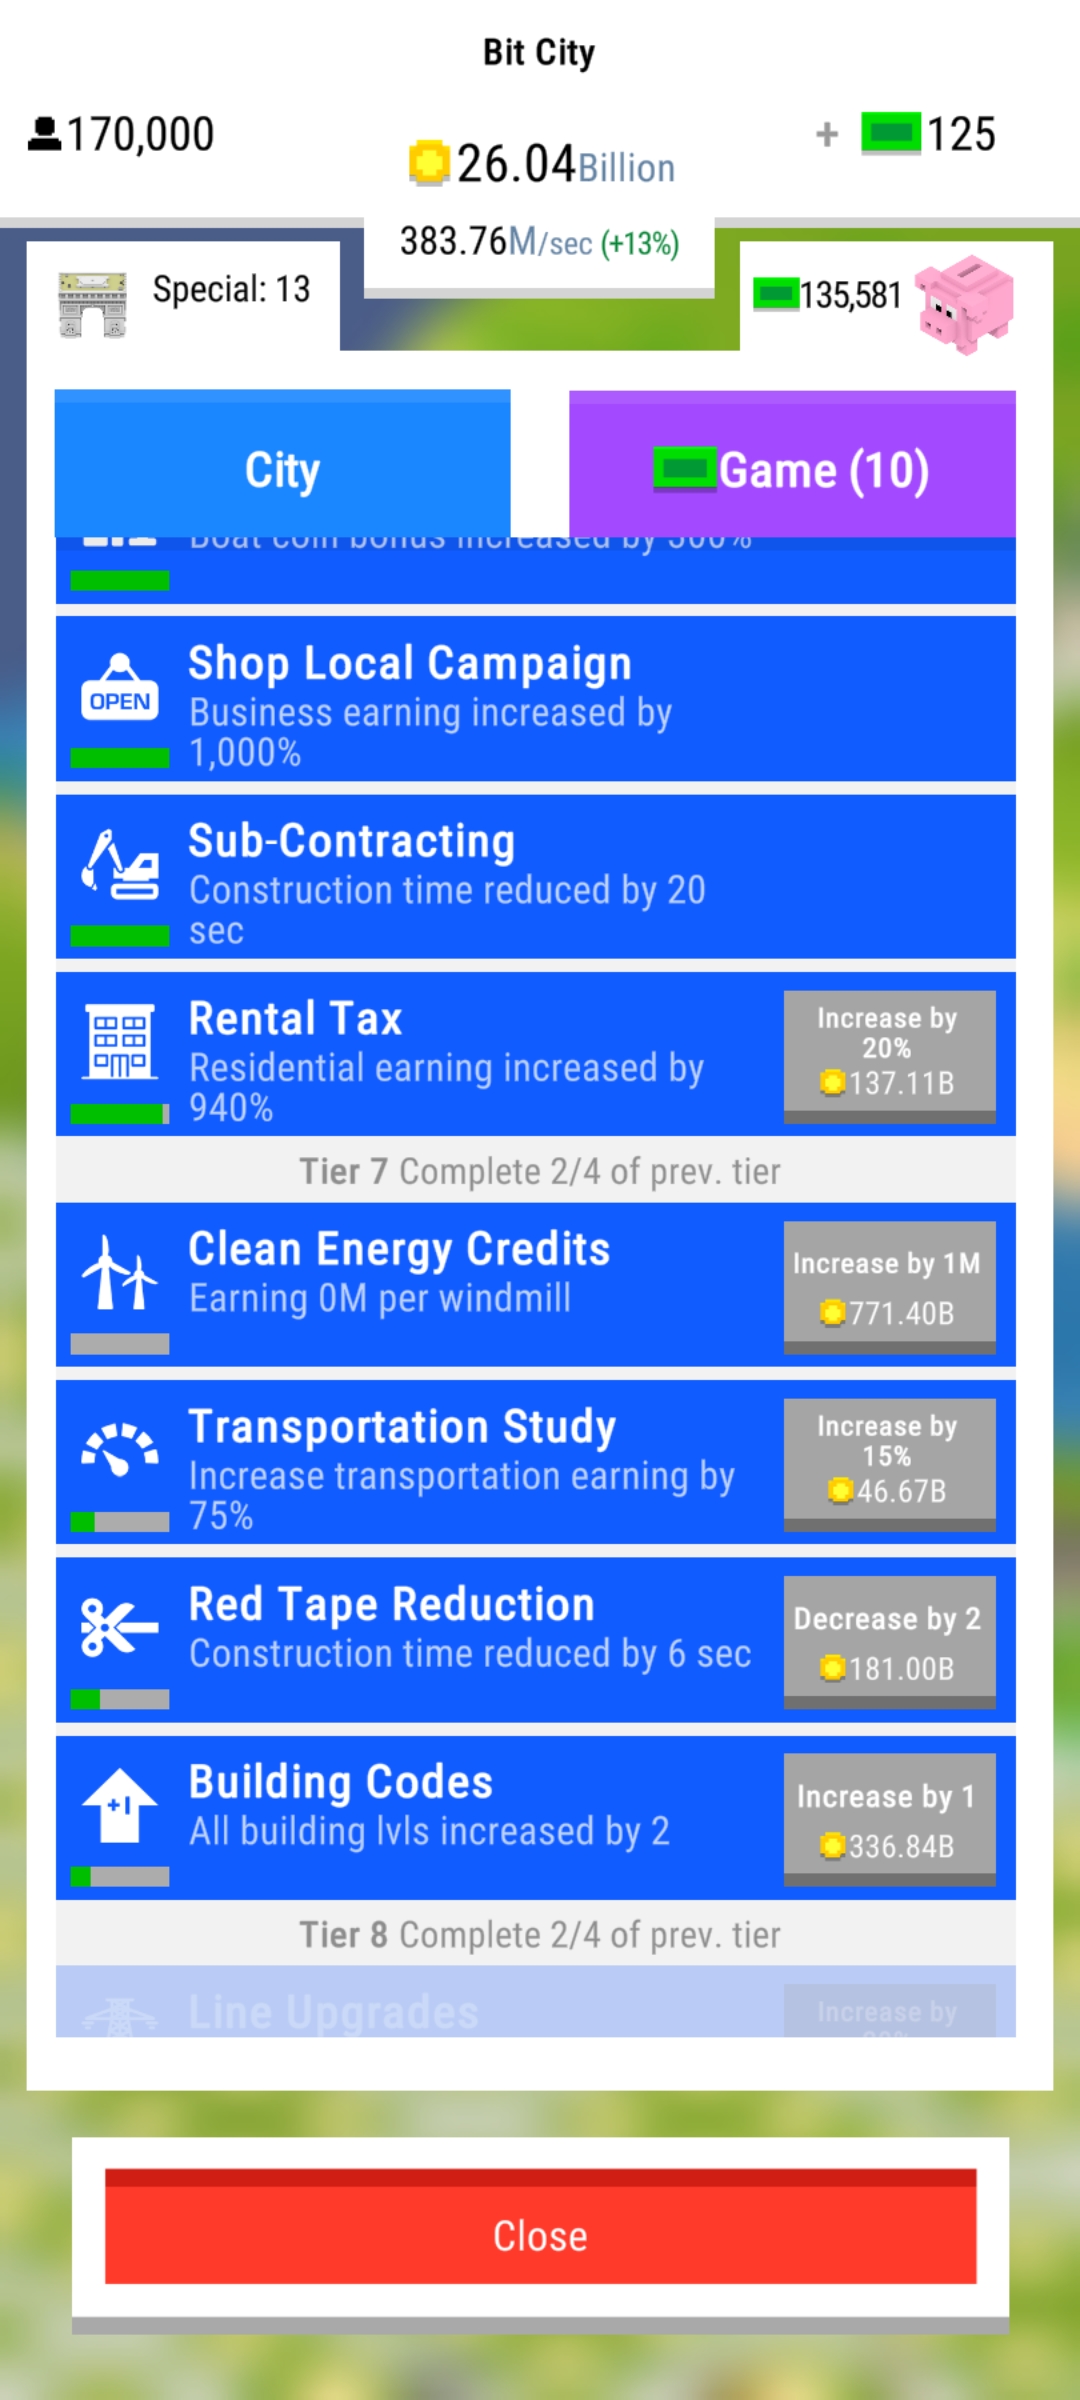 Bit City
170,000
26.04Billion
+ 125
383.76M/sec (+13%)
Special: 13
135,581
City
Game (10)
Boat coin bonus increased by 500%
Shop Local Campaign
OPEN
Business earning increased by
1,000%
Sub-Contracting
Construction time reduced by 20
sec
Rental Tax
Residential earning increased by
940%
Increase by
20%
137.11B
Tier 7 Complete 2/4 of prev. tier
Clean Energy Credits
Earning 0M per windmill
Increase by 1M
771.40B
Transportation Study
Increase transportation earning by
75%
Increase by
15%
46.67B
Red Tape Reduction
Construction time reduced by 6 sec
Decrease by 2
181.00B
Building Codes
+1
All building lvls increased by 2
Increase by 1
336.84B
Tier 8 Complete 2/4 of prev. tier
Line Upgrades
Increase by
Close